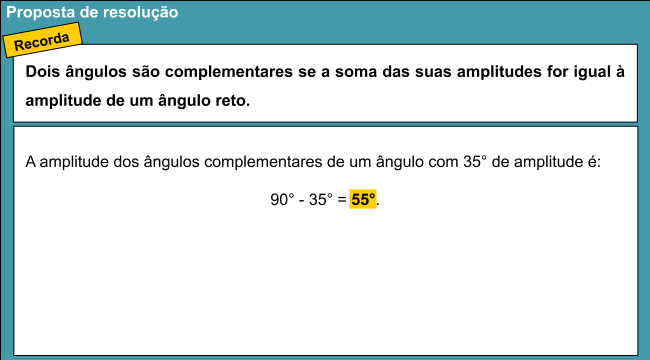 Proposta de resolução
Recorda
Dois ângulos são complementares se a soma das suas amplitudes for igual à
amplitude de um ângulo reto.
A amplitude dos ângulos complementares de um ângulo com 35° de amplitude é:
90° - 35° = 55°.